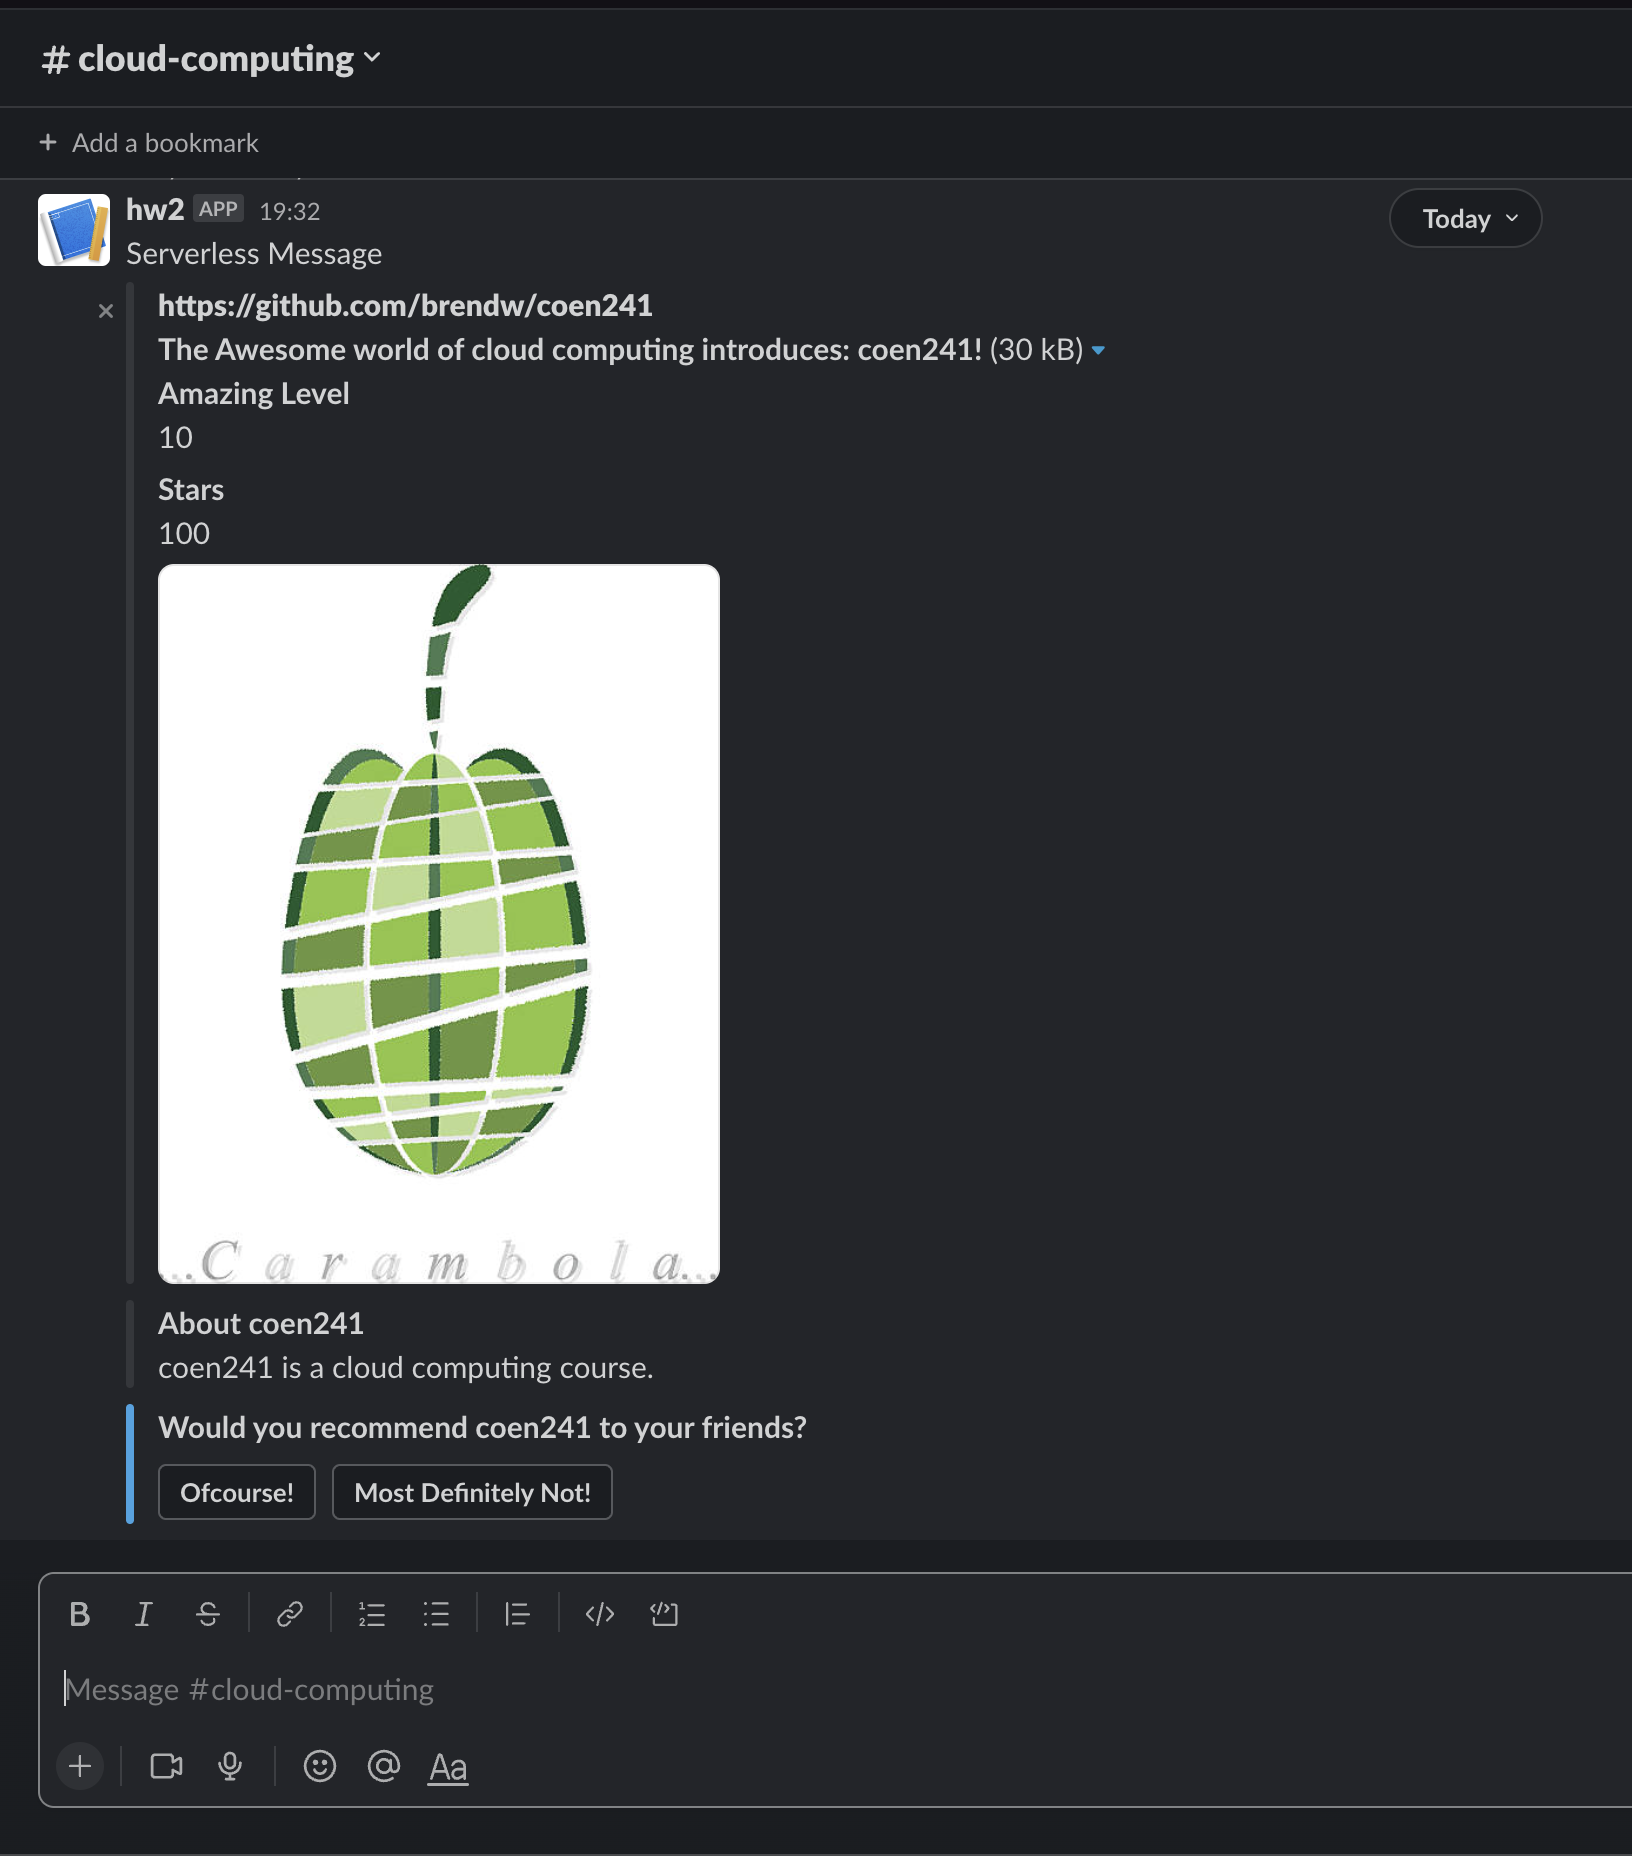 # cloud-computing
+ Add a bookmark
hw2 APP 19:32
Today
Serverless Message
https://github.com/brendw/coen241
The Awesome world of cloud computing introduces: coen241! (30 kB)
Amazing Level
10
Stars
100
...Carambola...
About coen241
coen241 is a cloud computing course.
Would you recommend coen241 to your friends?
Ofcourse! Most Definitely Not!
B I S
Message #cloud-computing
Aa